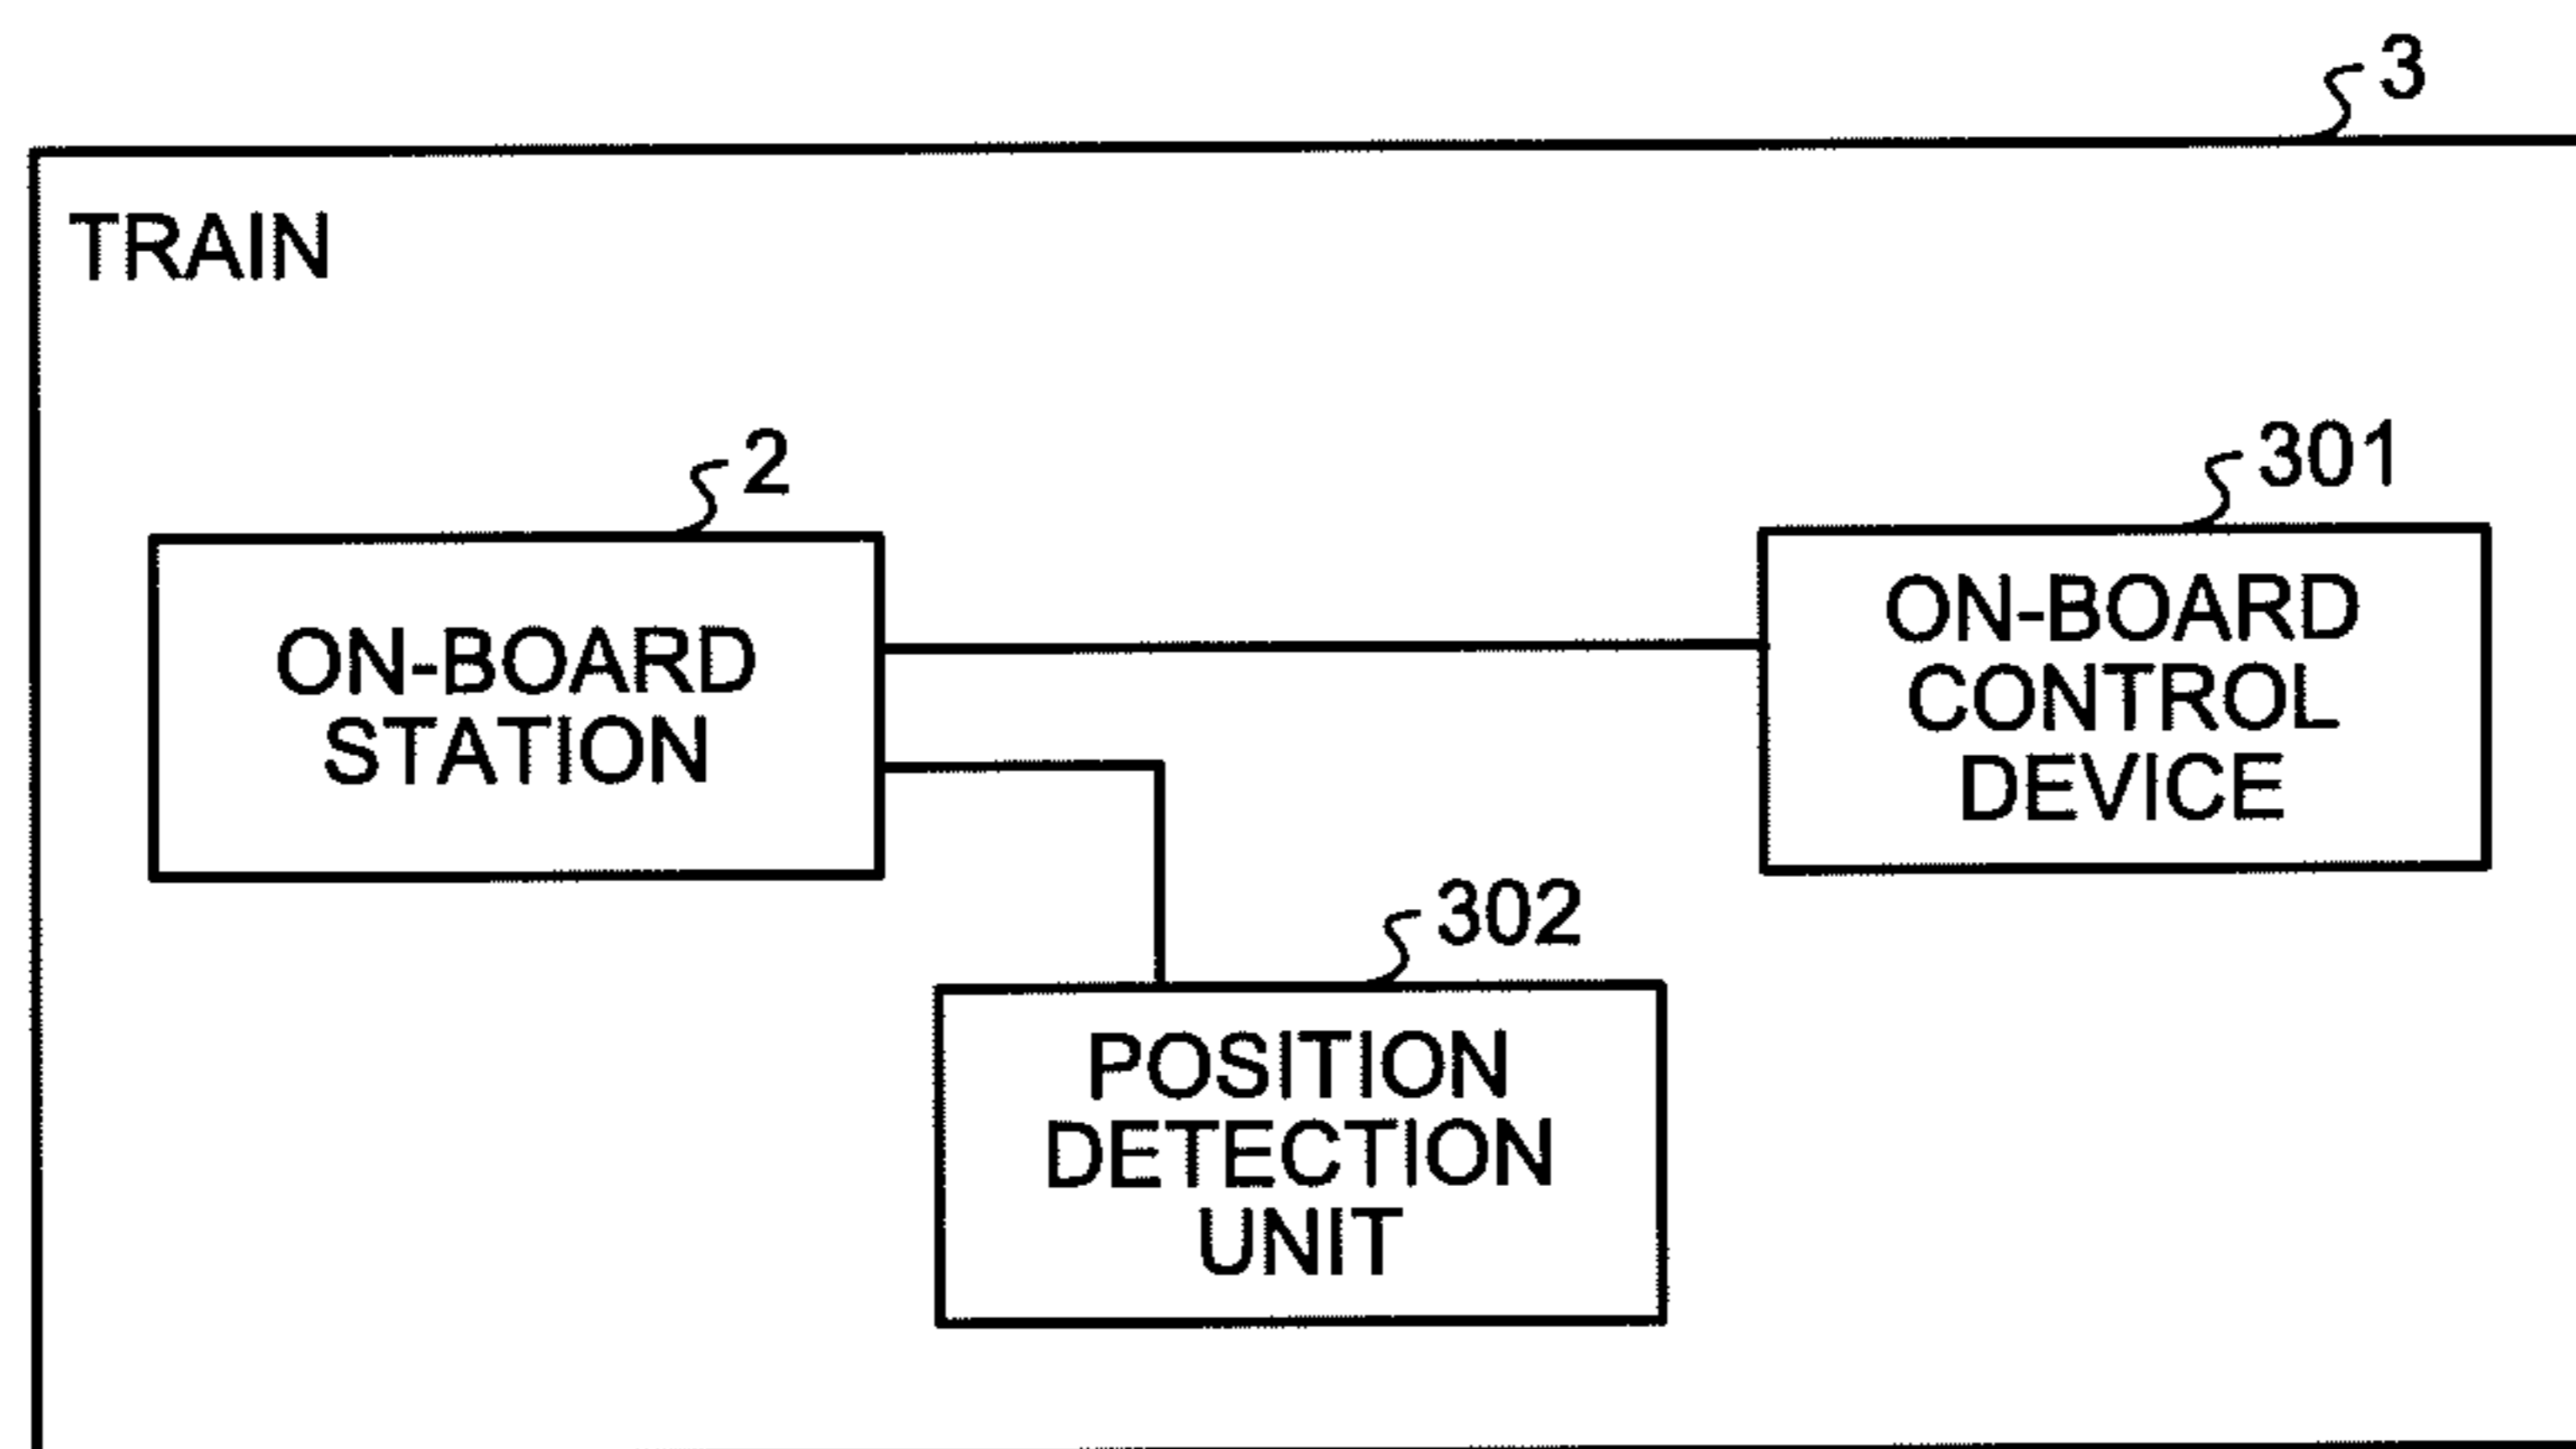 3
TRAIN
2
301
ON-BOARD
STATION
ON-BOARD
CONTROL
DEVICE
302
POSITION
DETECTION
UNIT